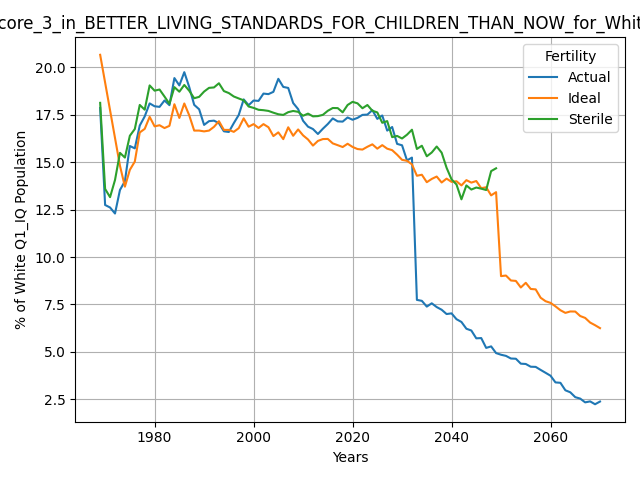 core_3_in_BETTER_LIVING_STANDARDS_FOR_CHILDREN_THAN_NOW_for_Whit
Fertility
Actual
Ideal
Sterile
% of White Q1_IQ Population
20.0
17.5
15.0
12.5
10.0
7.5
5.0
2.5
1980
2000
2020
2040
2060
Years